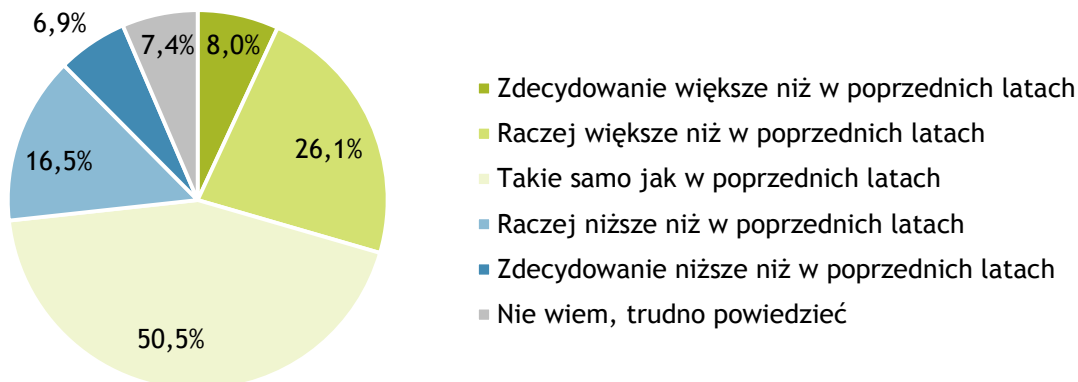 6,9%
7,4%
8,0%
26,1%
16,5%
50,5%
Zdecydowanie większe niż w poprzednich latach
Raczej większe niż w poprzednich latach
Takie samo jak w poprzednich latach
Raczej niższe niż w poprzednich latach
Zdecydowanie niższe niż w poprzednich latach
Nie wiem, trudno powiedzieć